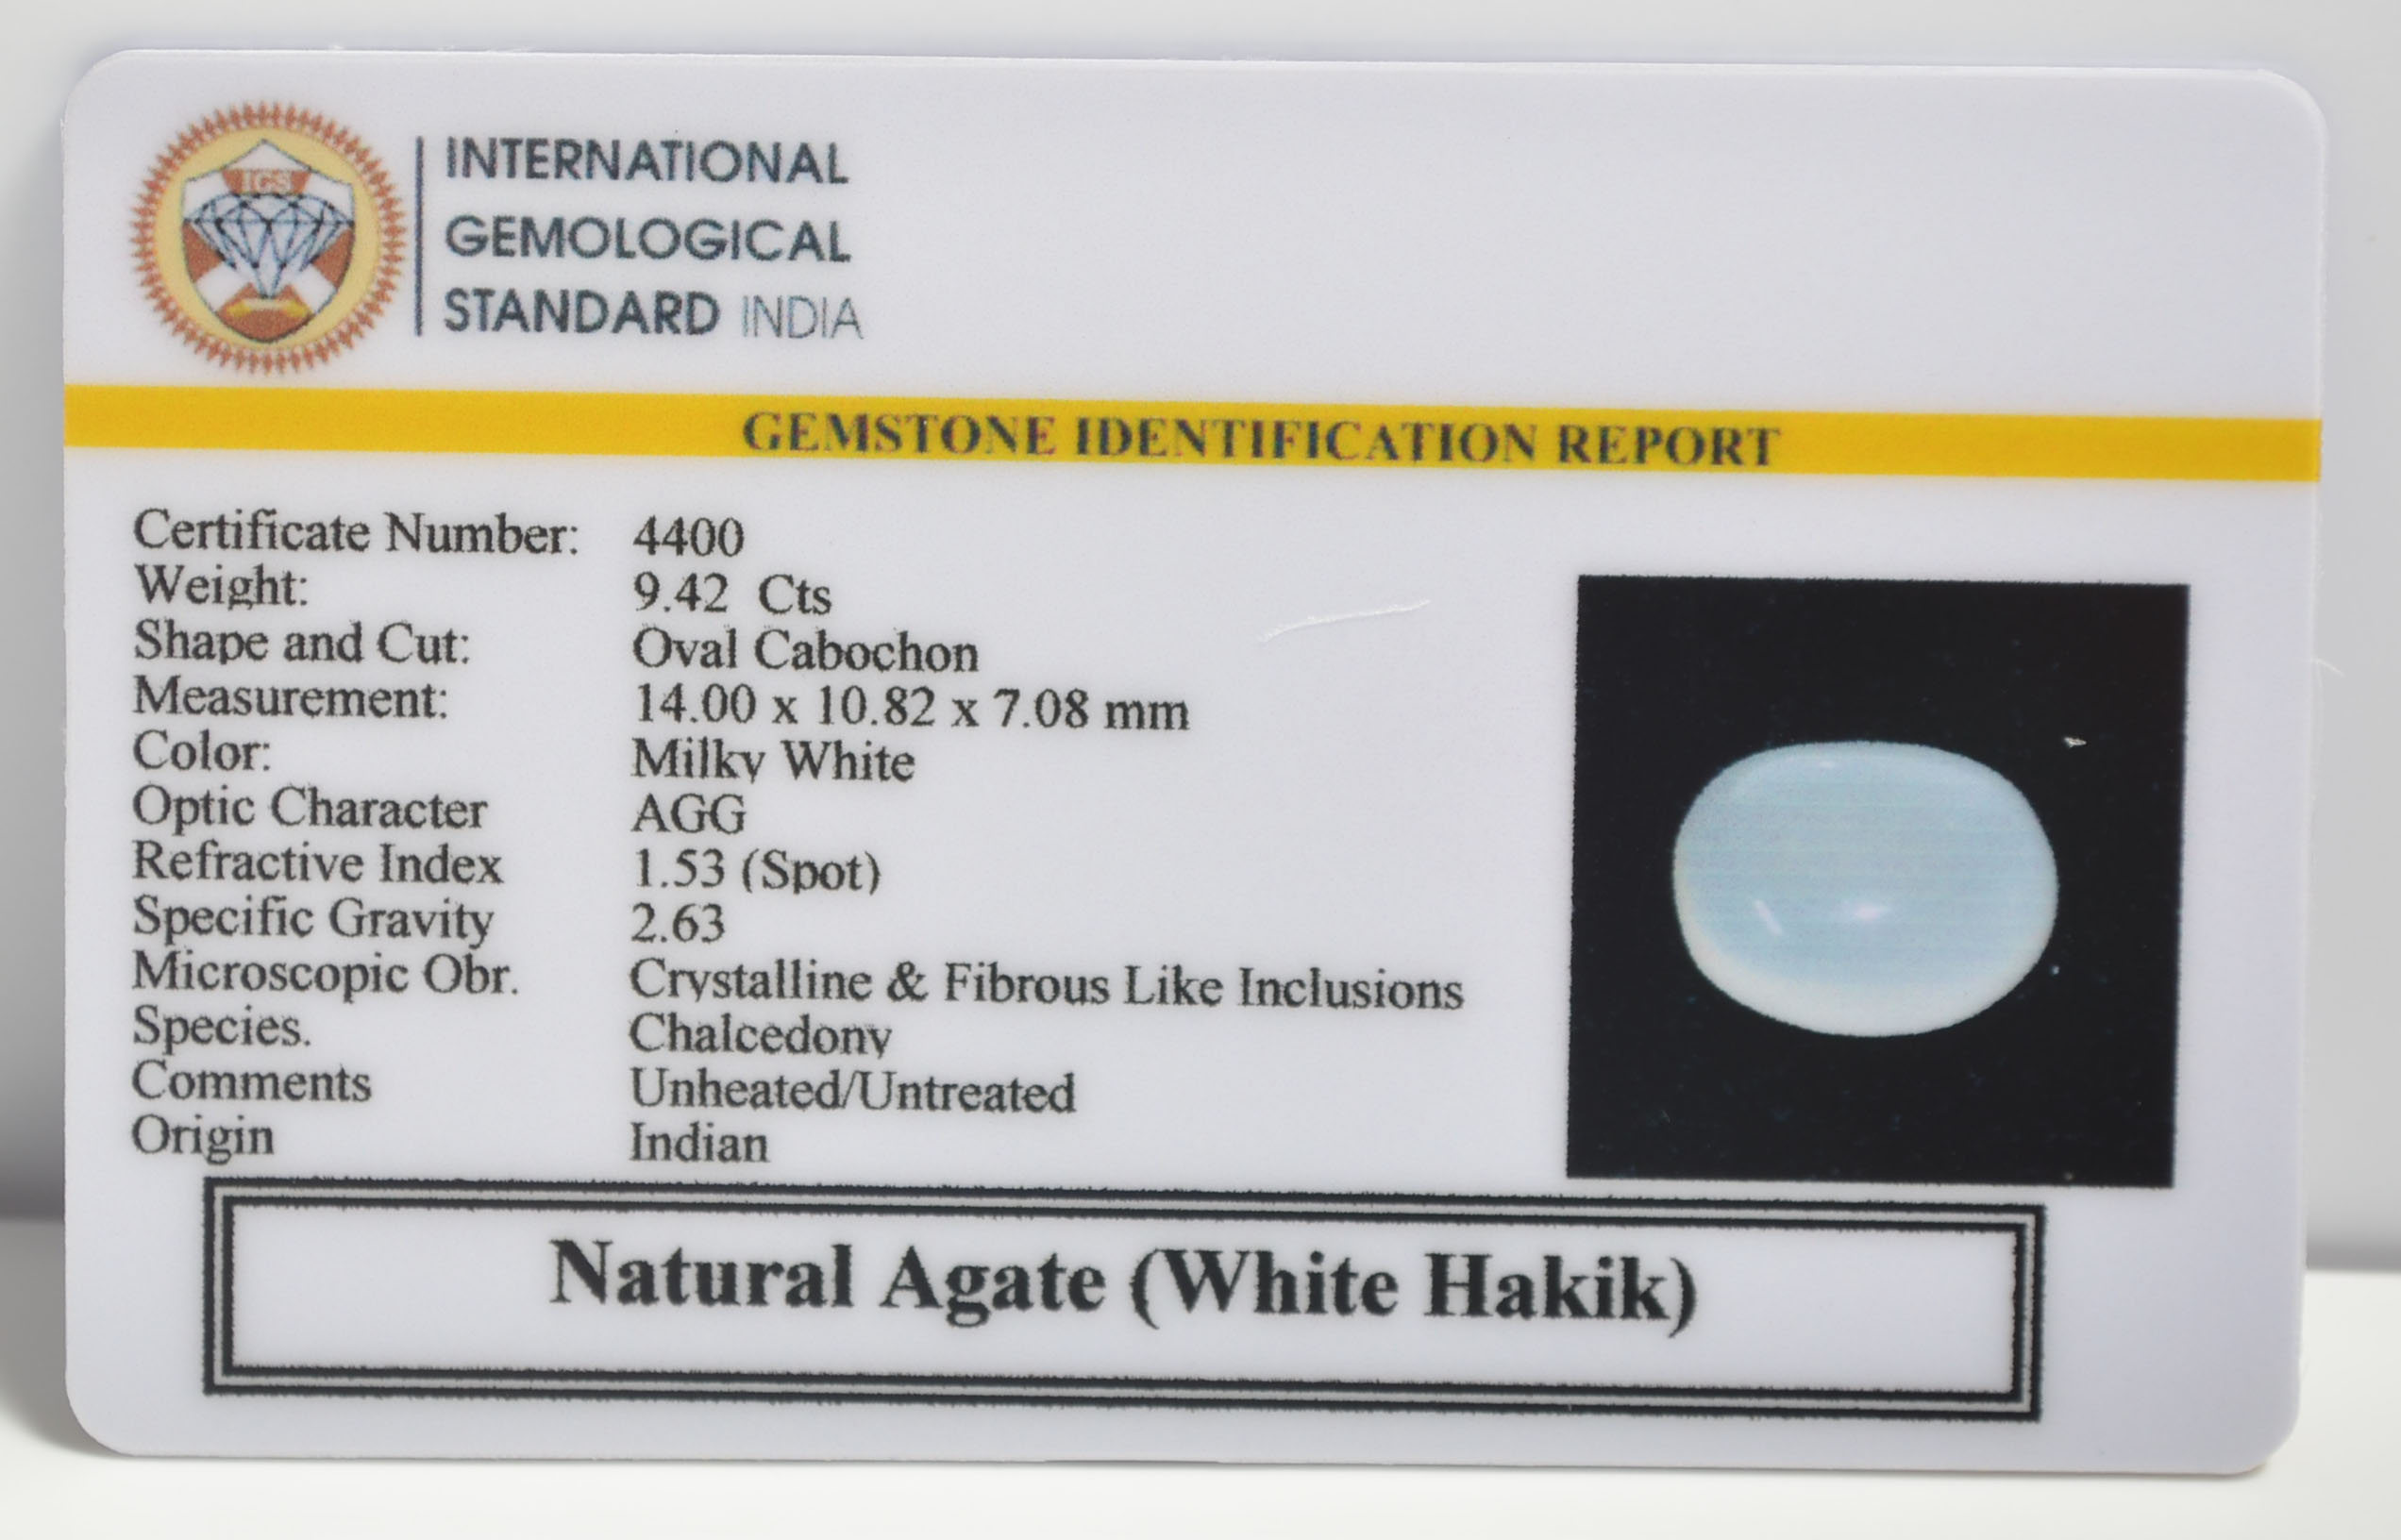 IGS
INTERNATIONAL
GEMOLOGICAL
STANDARD INDIA
GEMSTONE IDENTIFICATION REPORT
Certificate Number: 4400
Weight: 9.42 Cts
Shape and Cut: Oval Cabochon
Measurement: 14.00 x 10.82 x 7.08 mm
Color: Milky White
Optic Character AGG
Refractive Index 1.53 (Spot)
Specific Gravity 2.63
Microscopic Obr. Crystalline & Fibrous Like Inclusions
Species. Chalcedony
Comments Unheated/Untreated
Origin Indian
Natural Agate (White Hakik)